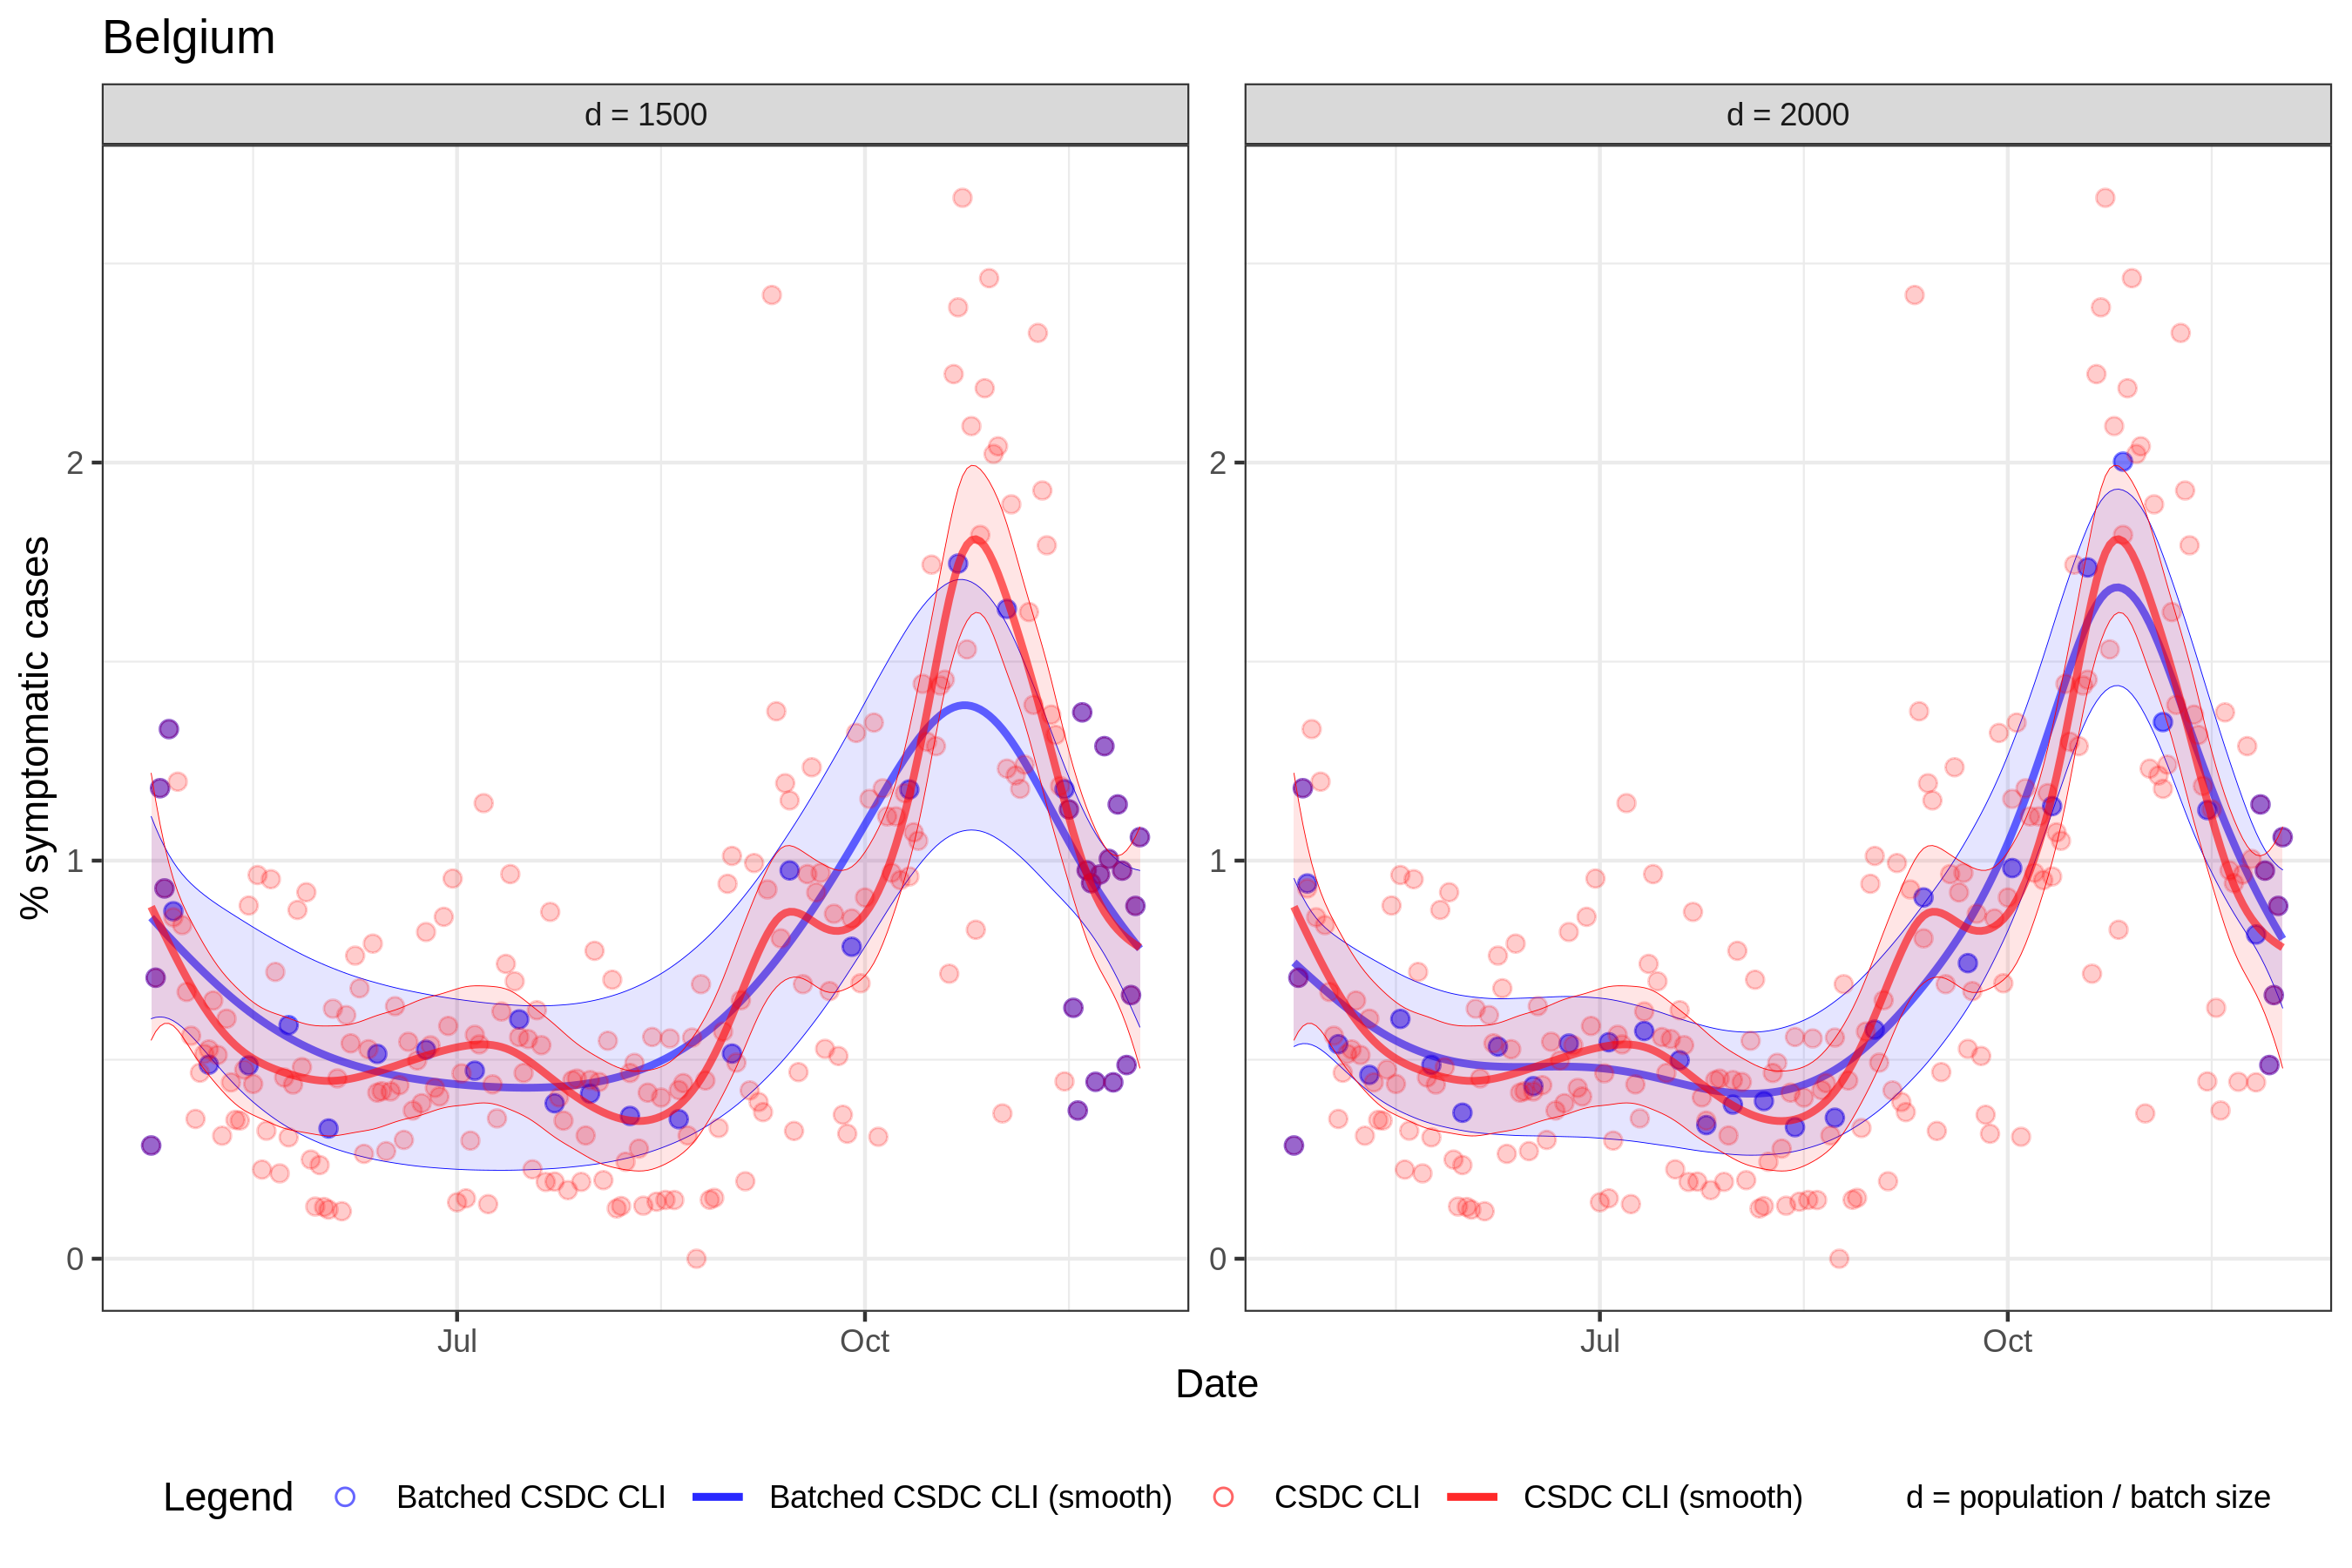 Belgium
d = 1500
d = 2000
% symptomatic cases
2
1
0
2
1
0
Jul
Oct
Jul
Oct
Date
Legend
Batched CSDC CLI
Batched CSDC CLI (smooth)
CSDC CLI
CSDC CLI (smooth)
d = population / batch size